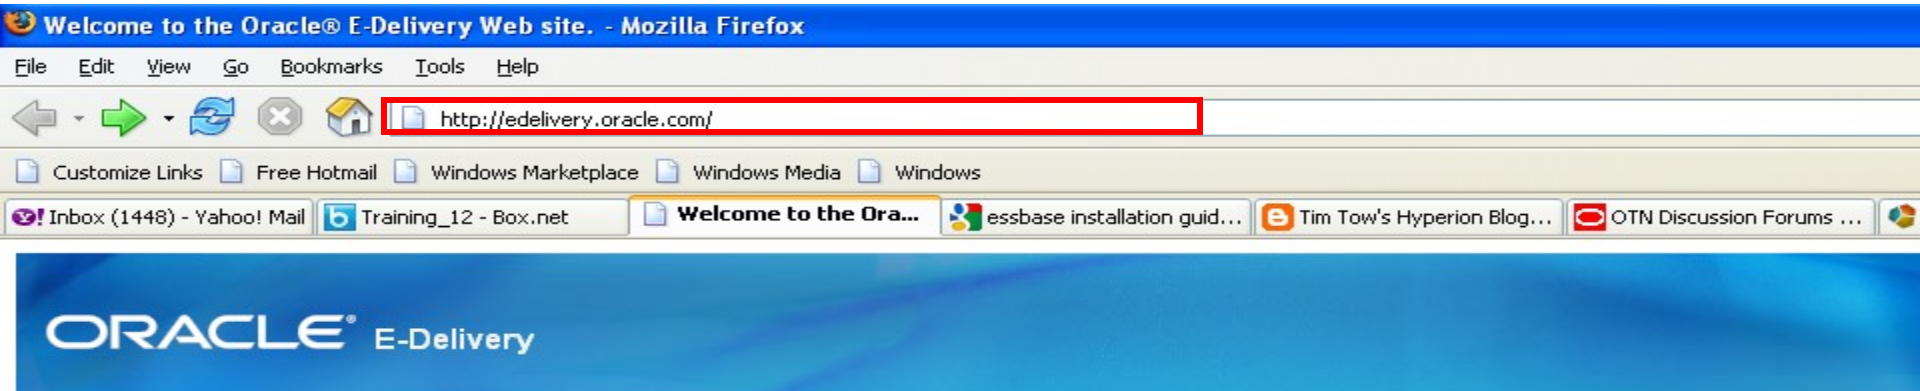 Welcome to the Oracle® E-Delivery Web site. - Mozilla Firefox
File Edit View Go Bookmarks Tools Help
http://edelivery.oracle.com/
Customize Links Free Hotmail Windows Marketplace Windows Media Windows
Inbox (1448) - Yahoo! Mail Training_12 - Box.net Welcome to the Ora... essbase installation guid... Tim Tow's Hyperion Blog... OTN Discussion Forums ...
ORACLE® E-Delivery